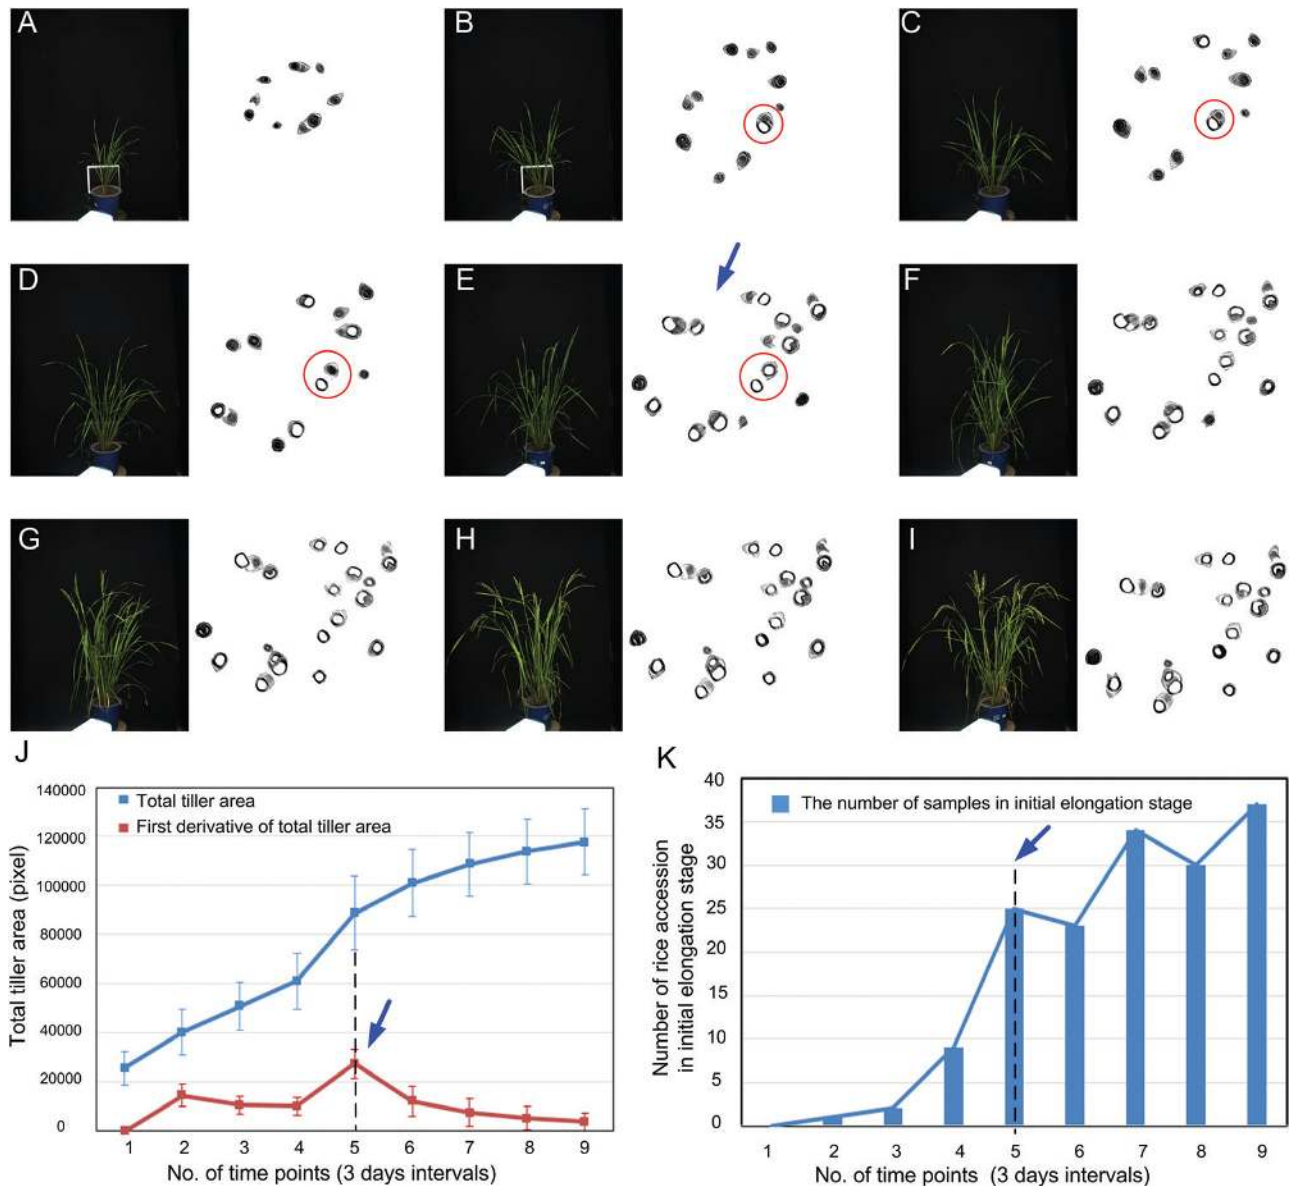 A
B
C
D
E
F
G
H
I
J
Total tiller area (pixel)
140000
120000
100000
80000
60000
40000
20000
0
Total tiller area
First derivative of total tiller area
1 2 3 4 5 6 7 8 9
No. of time points (3 days intervals)
K
Number of rice accession
in initial elongation stage
40
35
30
25
20
15
10
5
0
The number of samples in initial elongation stage
1 2 3 4 5 6 7 8 9
No. of time points (3 days intervals)